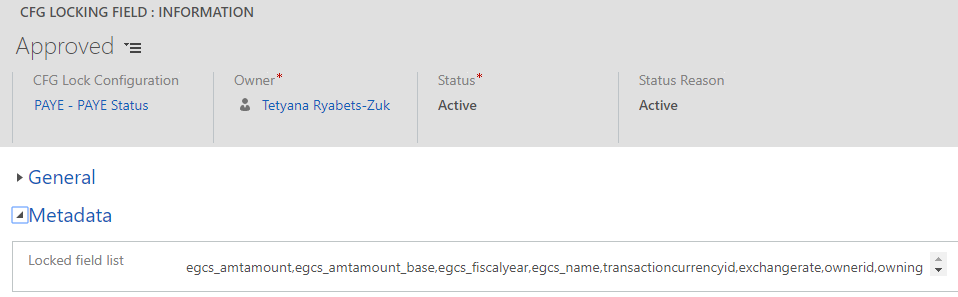 CFG LOCKING FIELD : INFORMATION
Approved
CFG Lock Configuration
PAYE - PAYE Status
Owner*
Tetyana Ryabets-Zuk
Status*
Active
Status Reason
Active
General
Metadata
Locked field list
egcs_amtamount,egcs_amtamount_base,egcs_fiscalyear,egcs_name,transactioncurrencyid,exchangerate,ownerid,owning